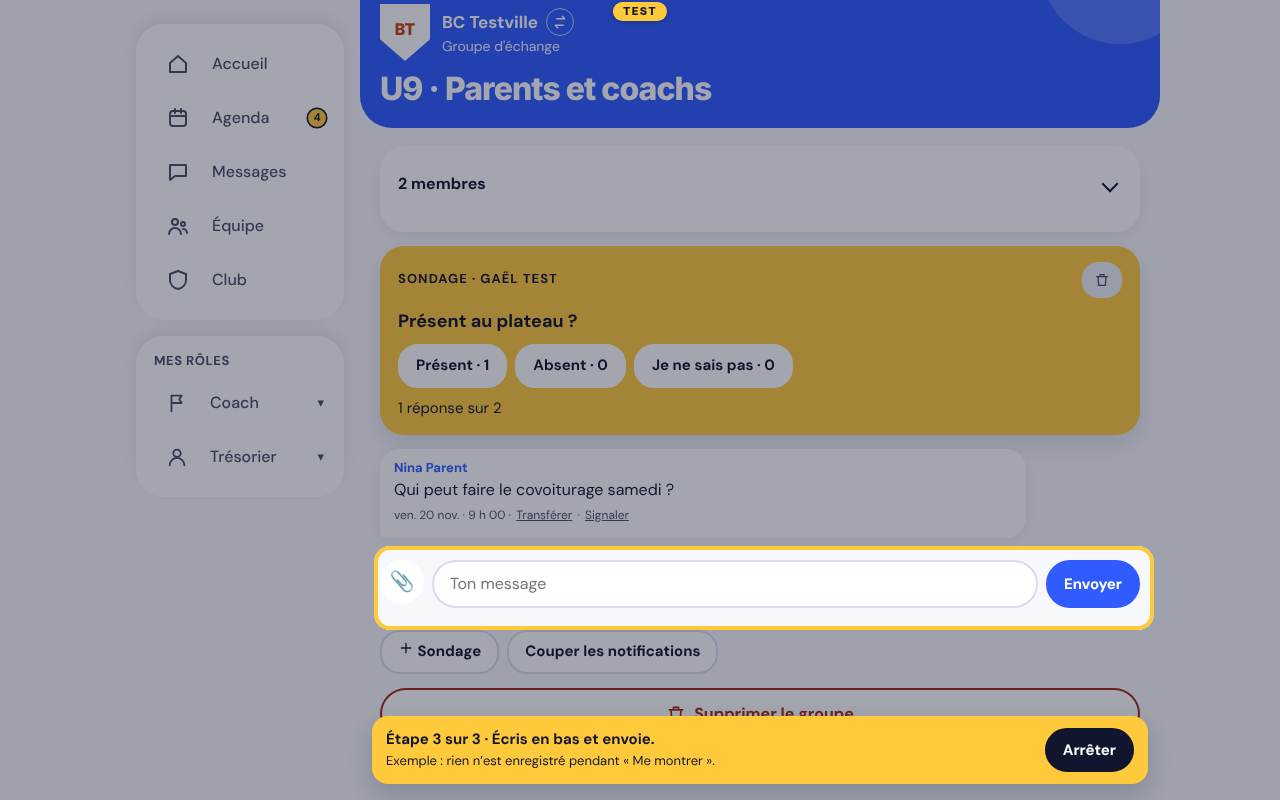 TEST
BT
BC Testville
Groupe d'échange
U9 · Parents et coachs
Accueil
Agenda
4
Messages
Équipe
Club
MES RÔLES
Coach
Trésorier
2 membres
SONDAGE · GAËL TEST
Présent au plateau ?
Présent · 1
Absent · 0
Je ne sais pas · 0
1 réponse sur 2
Nina Parent
Qui peut faire le covoiturage samedi ?
ven. 20 nov. · 9 h 00 · Transférer · Signaler
Ton message
Envoyer
+ Sondage
Couper les notifications
Supprimer le groupe
Étape 3 sur 3 · Écris en bas et envoie.
Exemple : rien n’est enregistré pendant « Me montrer ».
Arrêter